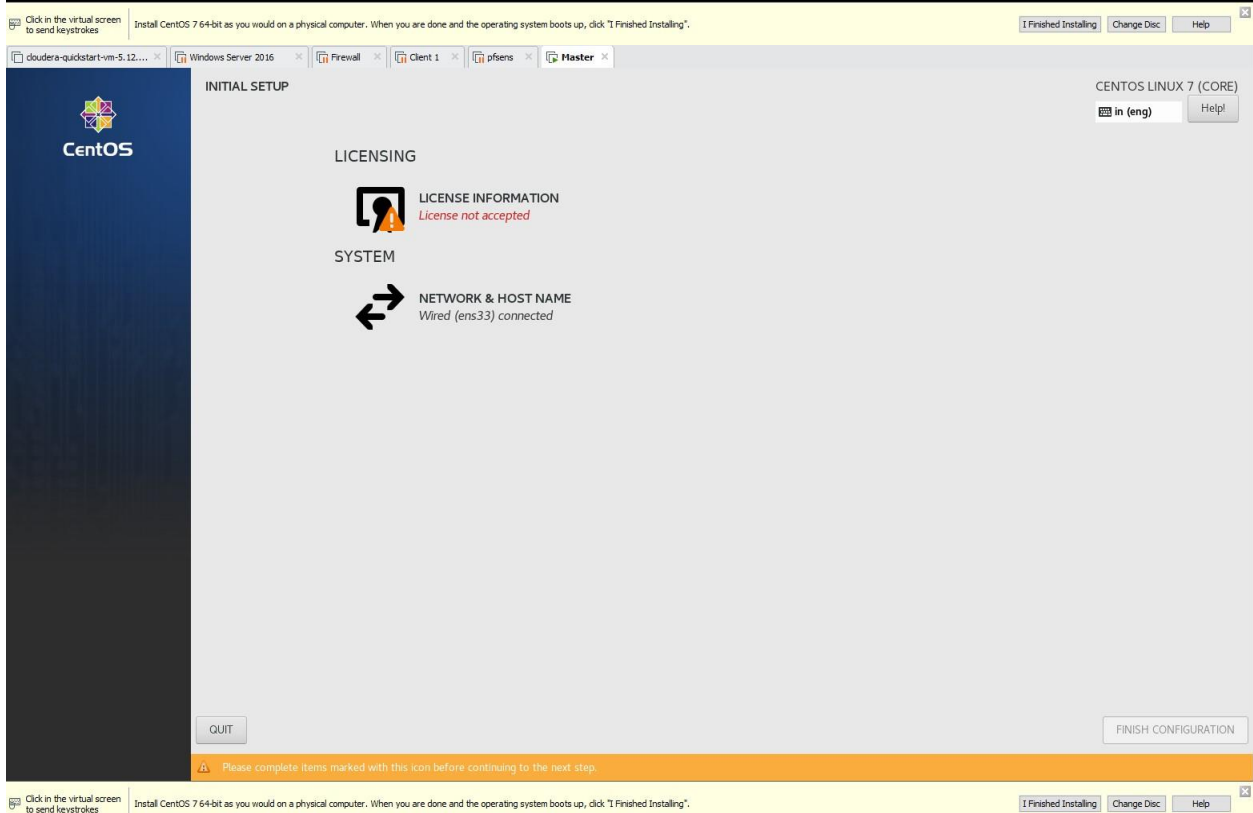 Click in the virtual screen
to send keystrokes
Install CentOS 7 64-bit as you would on a physical computer. When you are done and the operating system boots up, click "I Finished Installing".
I Finished Installing
Change Disc
Help
cloudera-quickstart-vm-5.12....
Windows Server 2016
Firewall
Client 1
pfsens
Master
CentOS
INITIAL SETUP
CENTOS LINUX 7 (CORE)
in (eng)
Help!
LICENSING
LICENSE INFORMATION
License not accepted
SYSTEM
NETWORK & HOST NAME
Wired (ens33) connected
QUIT
FINISH CONFIGURATION
Please complete items marked with this icon before continuing to the next step.
Click in the virtual screen
to send keystrokes
Install CentOS 7 64-bit as you would on a physical computer. When you are done and the operating system boots up, click "I Finished Installing".
I Finished Installing
Change Disc
Help